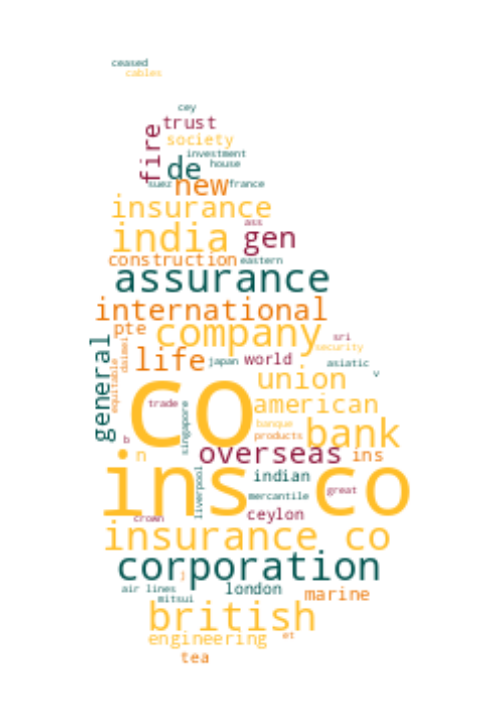 ceased
cables
cey
trust
fire
society
investment
de
house
suez
new
france
insurance
ass
india
gen
construction
eastern
assurance
international
pte
company
sri
security
general
daimei
life
japan
world
asiatic
equitable
union
v
co
trade
american
singapore
banque
bank
b
products
overseas
n
ins
ins co
indian
liverpool
mercantile
great
crown
ceylon
insurance co
corporation
j
air lines
london
marine
mitsui
british
engineering
et
tea